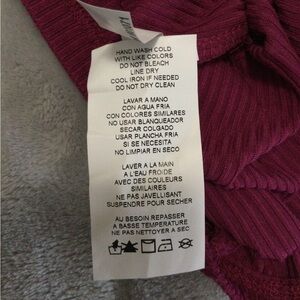 HAND WASH COLD
WITH LIKE COLORS
DO NOT BLEACH
LINE DRY
COOL IRON IF NEEDED
DO NOT DRY CLEAN
LAVAR A MANO
CON AGUA FRIA
CON COLORES SIMILARES
NO USAR BLANQUEADOR
SECAR COLGADO
USAR PLANCHA FRIA
SI SE NECESITA
NO LIMPIAR EN SECO
LAVER A LA MAIN
A L'EAU FROIDE
AVEC DES COULEURS
SIMILAIRES
NE PAS JAVELLISANT
SUSPENDRE POUR SECHER
AU BESOIN REPASSER
A BASSE TEMPERATURE
NE PAS NETTOYER A SEC